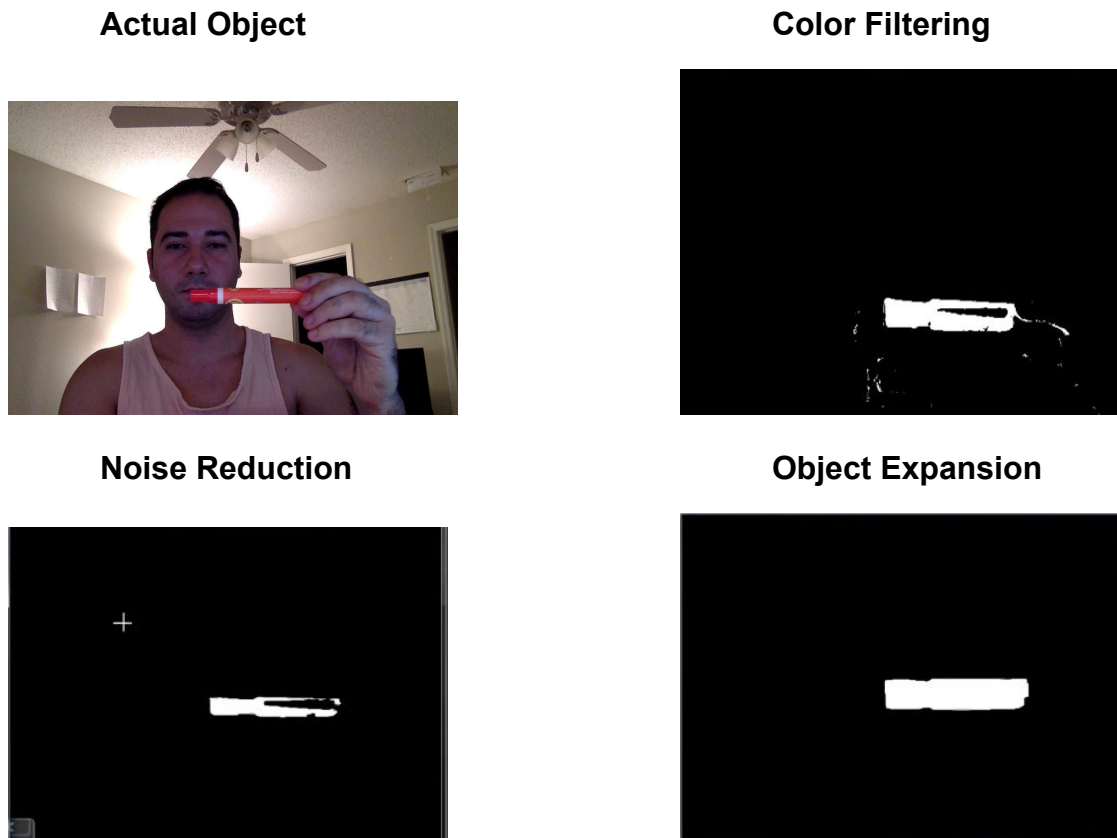 Actual Object
Color Filtering
Noise Reduction
Object Expansion